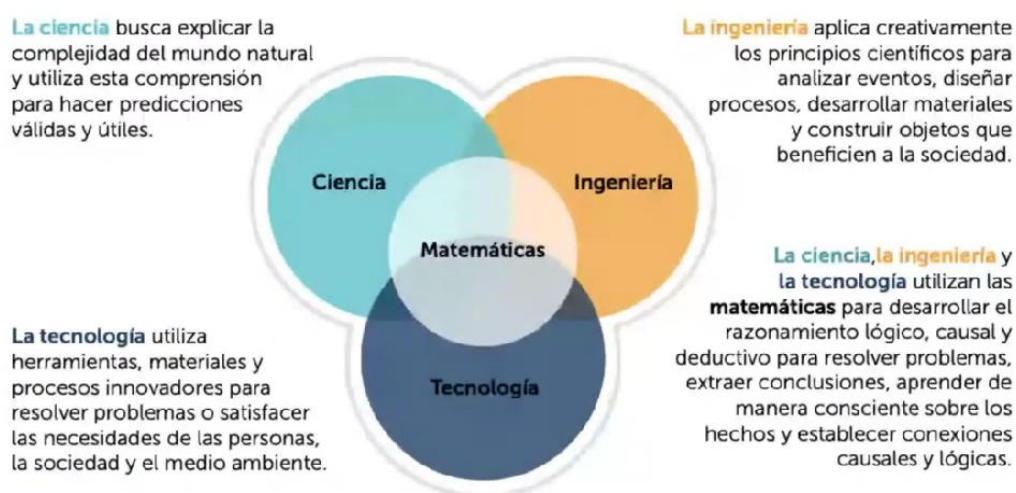 La ciencia busca explicar la
complejidad del mundo natural
y utiliza esta comprensión
para hacer predicciones
válidas y útiles.
La ingeniería aplica creativamente
los principios científicos para
analizar eventos, diseñar
procesos, desarrollar materiales
y construir objetos que
beneficien a la sociedad.
Ciencia
Ingeniería
Matemáticas
Tecnología
La tecnología utiliza
herramientas, materiales y
procesos innovadores para
resolver problemas o satisfacer
las necesidades de las personas,
la sociedad y el medio ambiente.
La ciencia,la ingeniería y
la tecnología utilizan las
matemáticas para desarrollar el
razonamiento lógico, causal y
deductivo para resolver problemas,
extraer conclusiones, aprender de
manera consciente sobre los
hechos y establecer conexiones
causales y lógicas.